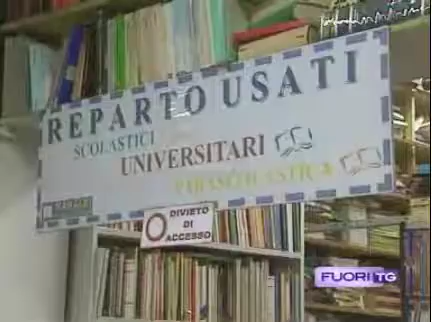 REPARTO USATI
SCOLASTICI
UNIVERSITARI
PARASCOLASTICA
DIVIETO
DI
ACCESSO
FUORI TG